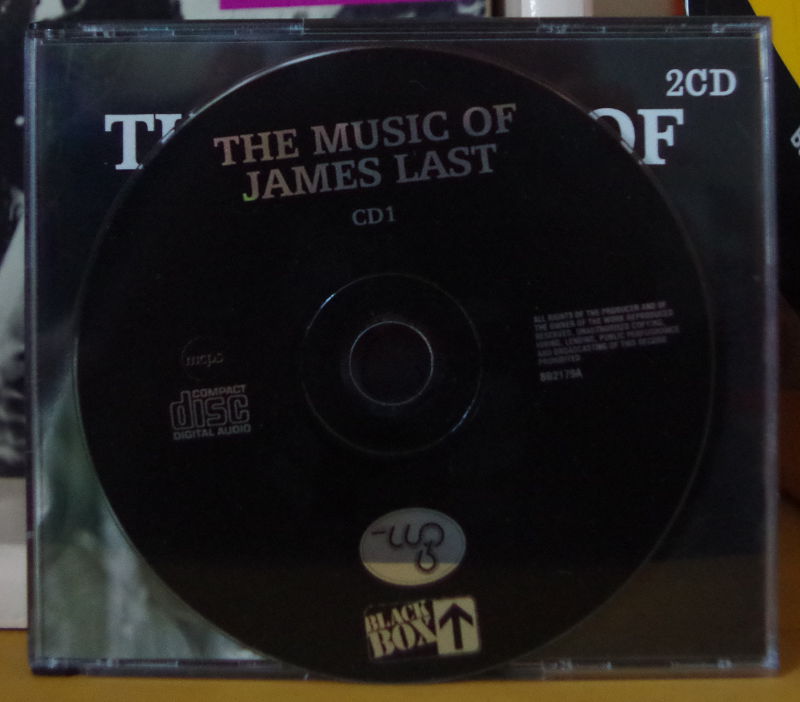 2CD
TH
OF
THE MUSIC OF
JAMES LAST
CD1
ALL RIGHTS OF THE PRODUCER AND OF
THE OWNER OF THE WORK REPRODUCED
RESERVED. UNAUTHORISED COPYING,
HIRING, LENDING, PUBLIC PERFORMANCE
AND BROADCASTING OF THIS RECORD
PROHIBITED
BB2179A
mcps
COMPACT
disc
DIGITAL AUDIO
BLACK
BOX